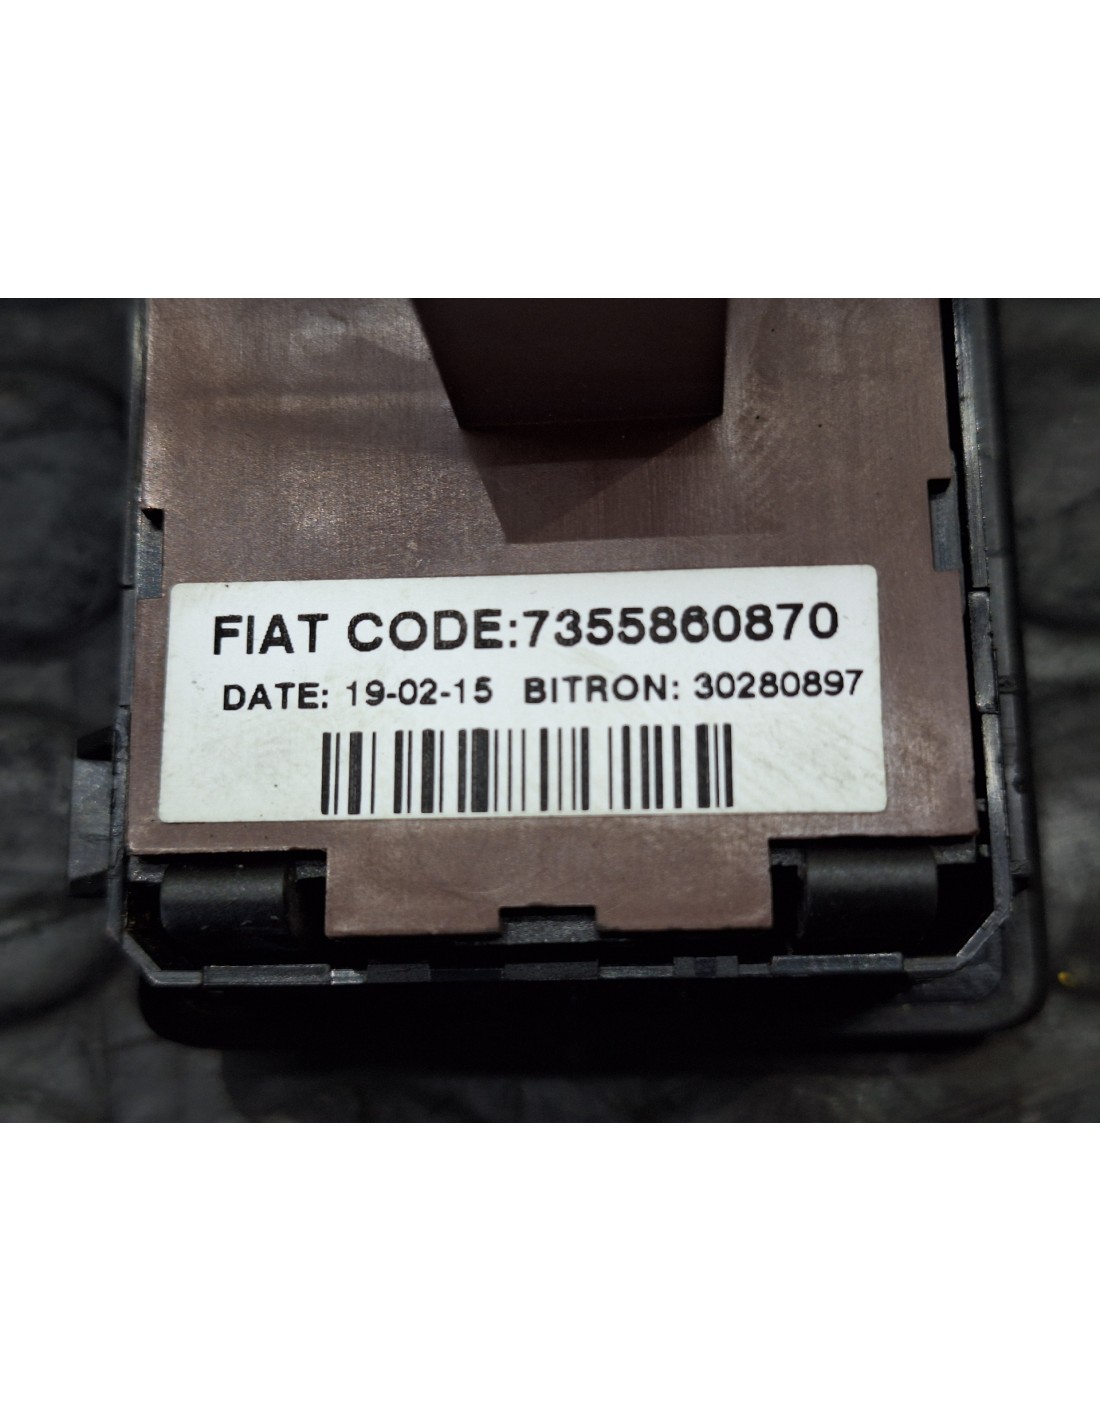 FIAT CODE:7355860870
DATE: 19-02-15 BITRON: 30280897